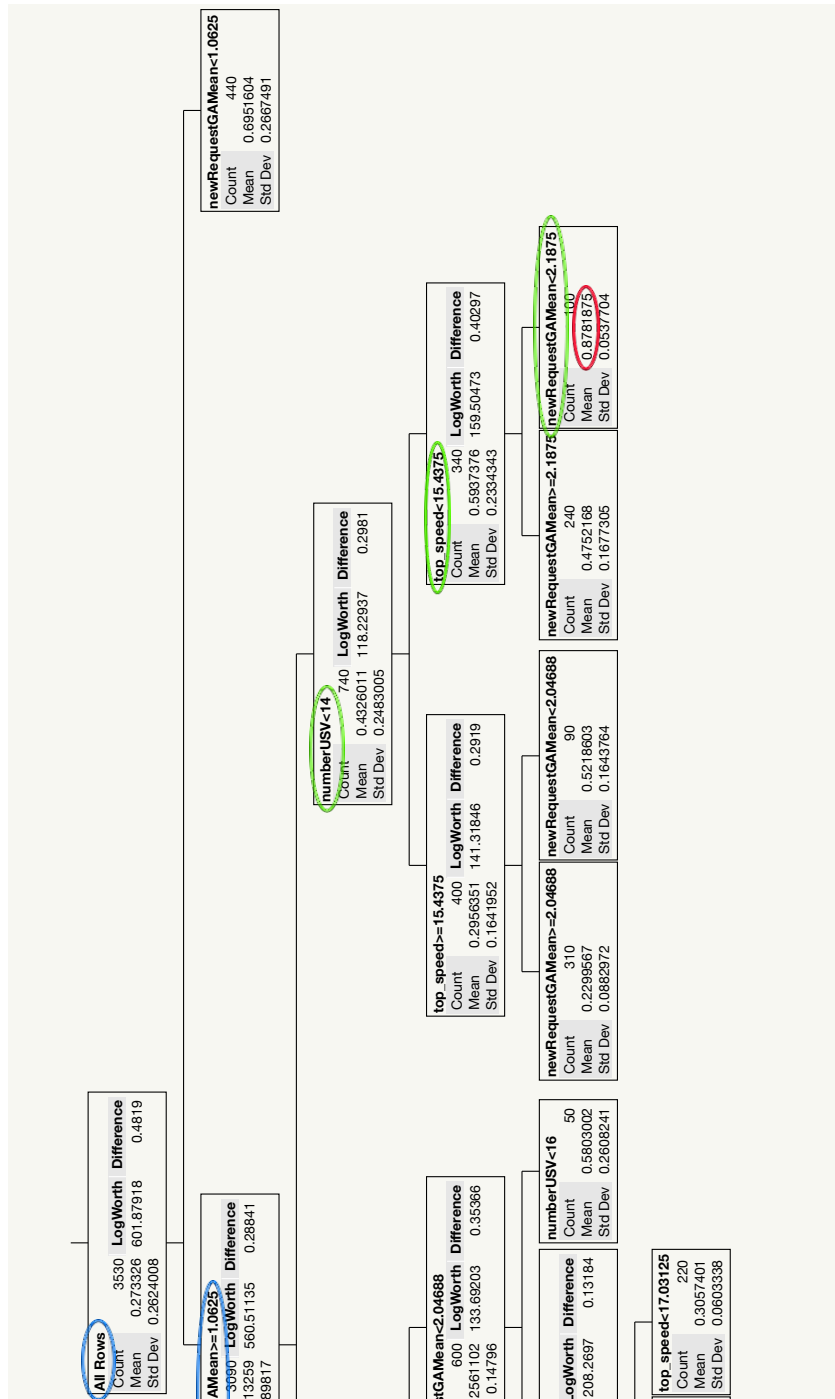 All Rows
Count 3530 LogWorth Difference
Mean 0.273326 601.87918 0.4819
Std Dev 0.2624008
AMean>=1.0625
3090 LogWorth Difference
13259 560.51135 0.28841
89817
newRequestGAMean<1.0625
Count 440
Mean 0.6951604
Std Dev 0.2667491
numberUSV<14
Count 740 LogWorth Difference
Mean 0.4326011 118.22937 0.2981
Std Dev 0.2483005
tGAMean<2.04688
600 LogWorth Difference
2561102 133.69203 0.35366
0.14796
top_speed>=15.4375
Count 400 LogWorth Difference
Mean 0.2956351 141.31846 0.2919
Std Dev 0.1641952
top_speed<15.4375
Count 340 LogWorth Difference
Mean 0.5937376 159.50473 0.40297
Std Dev 0.2334343
LogWorth Difference
208.2697 0.13184
numberUSV<16
Count 50
Mean 0.5803002
Std Dev 0.2608241
newRequestGAMean>=2.04688
Count 310
Mean 0.2299567
Std Dev 0.0882972
newRequestGAMean<2.04688
Count 90
Mean 0.5218603
Std Dev 0.1643764
newRequestGAMean>=2.1875
Count 240
Mean 0.4752168
Std Dev 0.1677305
newRequestGAMean<2.1875
Count 100
Mean 0.8781875
Std Dev 0.0537704
top_speed<17.03125
Count 220
Mean 0.3057401
Std Dev 0.0603338